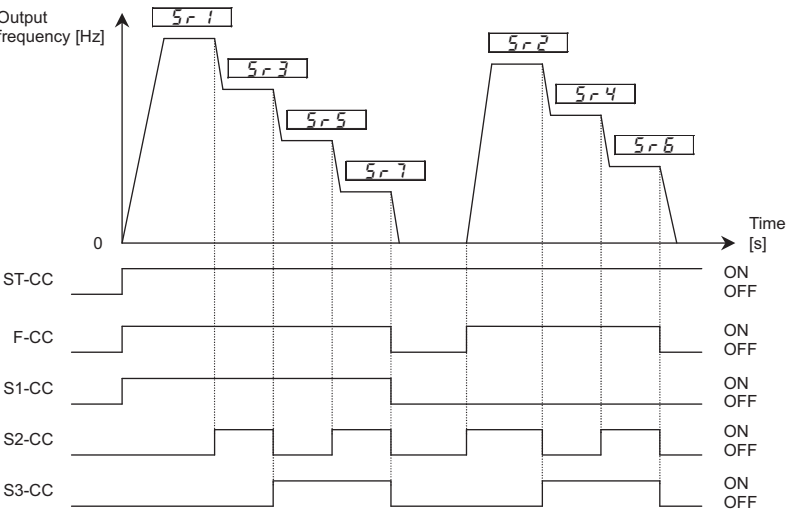 Output
frequency [Hz]
Sr1
Sr3
Sr5
Sr7
Sr2
Sr4
Sr6
0
Time
[s]
ST-CC
ON
OFF
F-CC
ON
OFF
S1-CC
ON
OFF
S2-CC
ON
OFF
S3-CC
ON
OFF